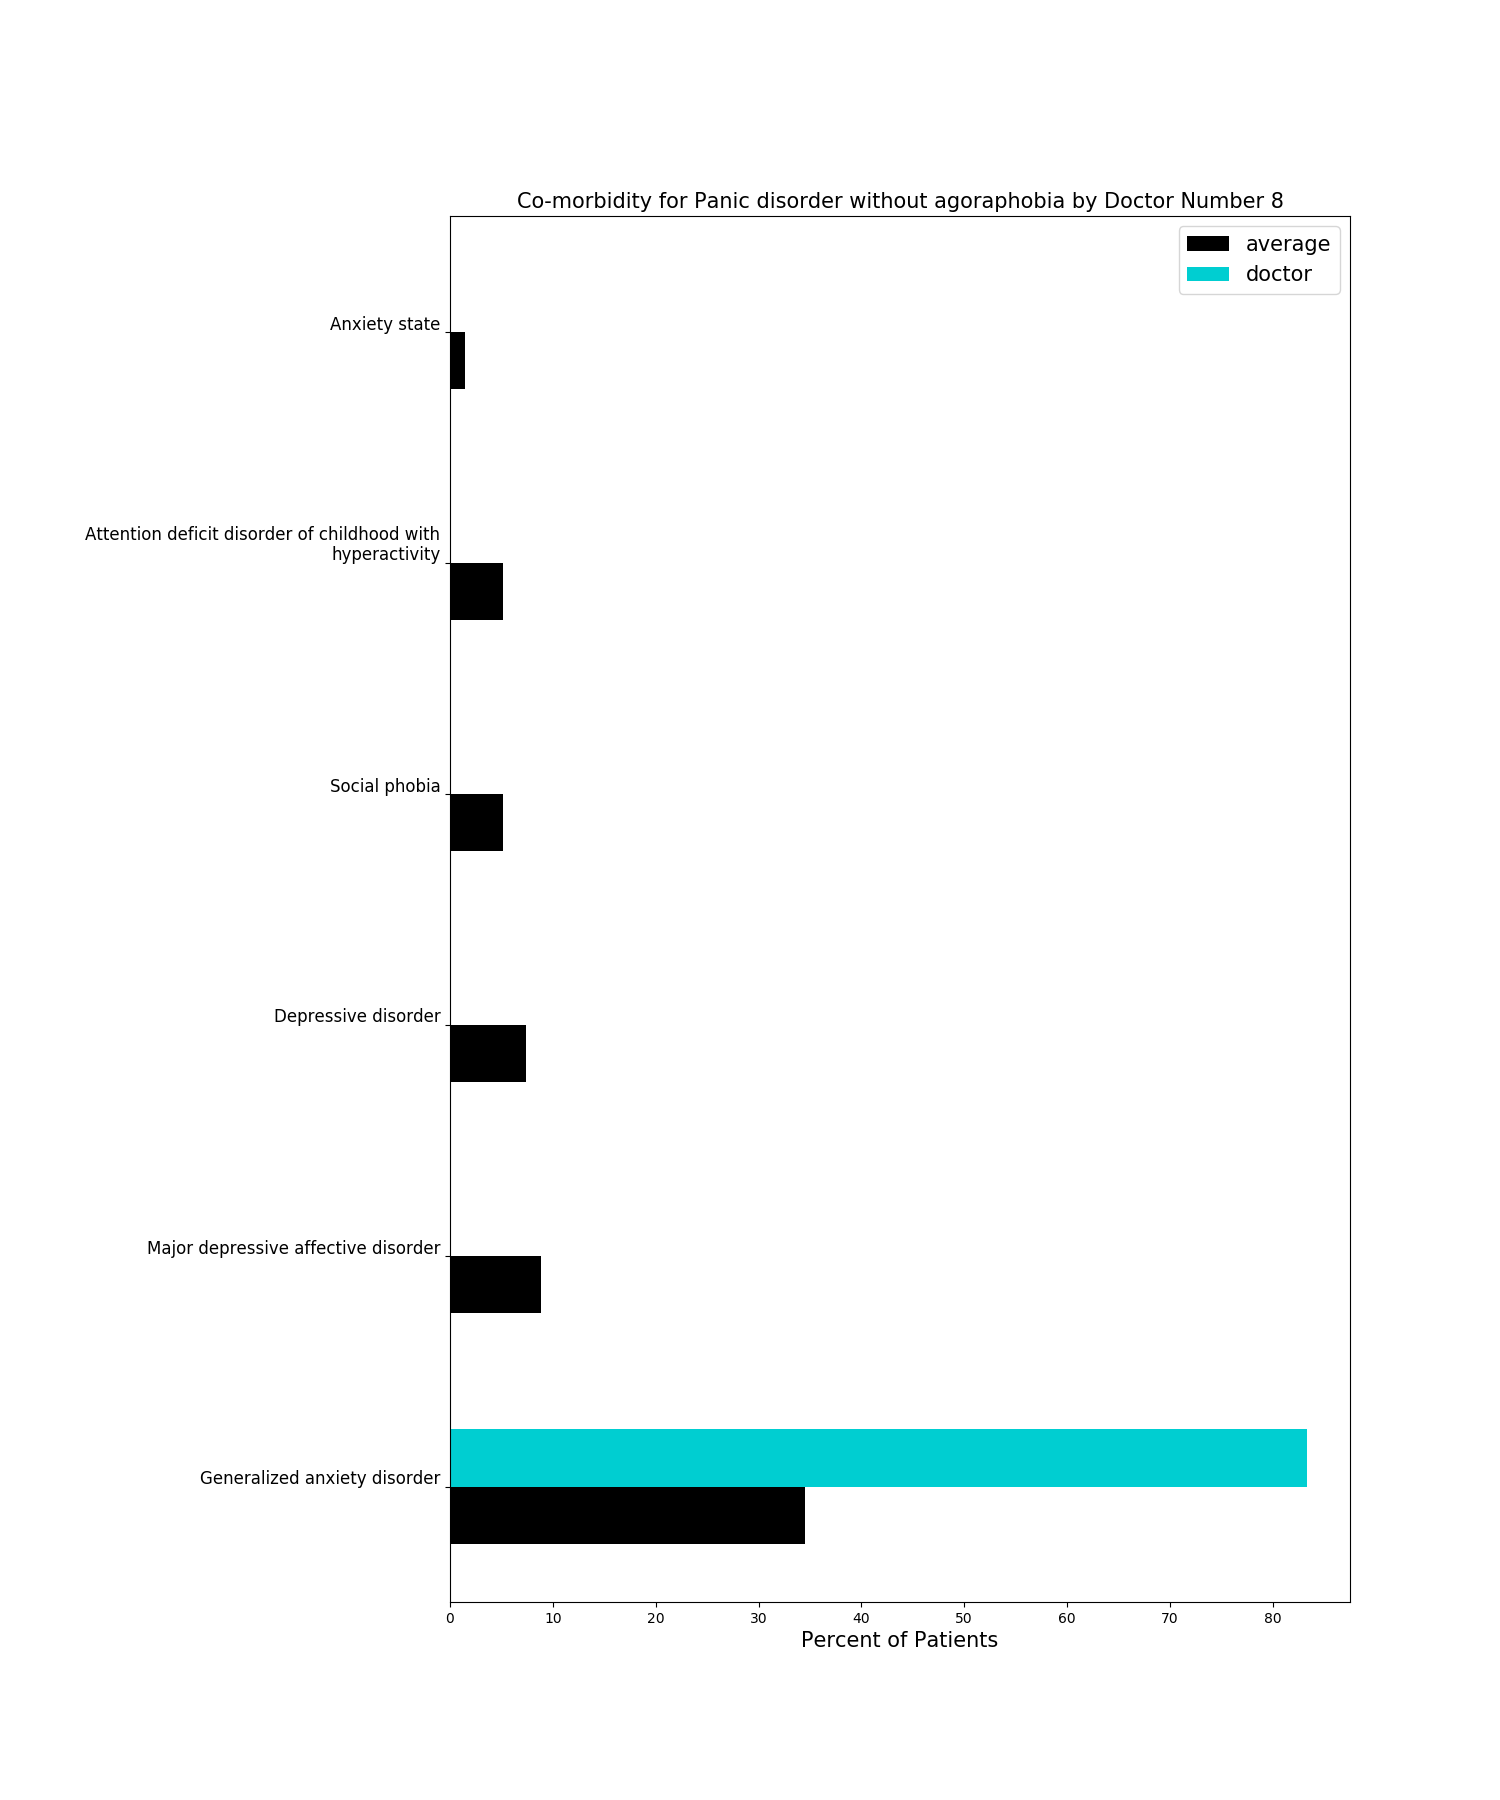 Co-morbidity for Panic disorder without agoraphobia by Doctor Number 8
average
doctor
Anxiety state
Attention deficit disorder of childhood with
hyperactivity
Social phobia
Depressive disorder
Major depressive affective disorder
Generalized anxiety disorder
0 10 20 30 40 50 60 70 80
Percent of Patients